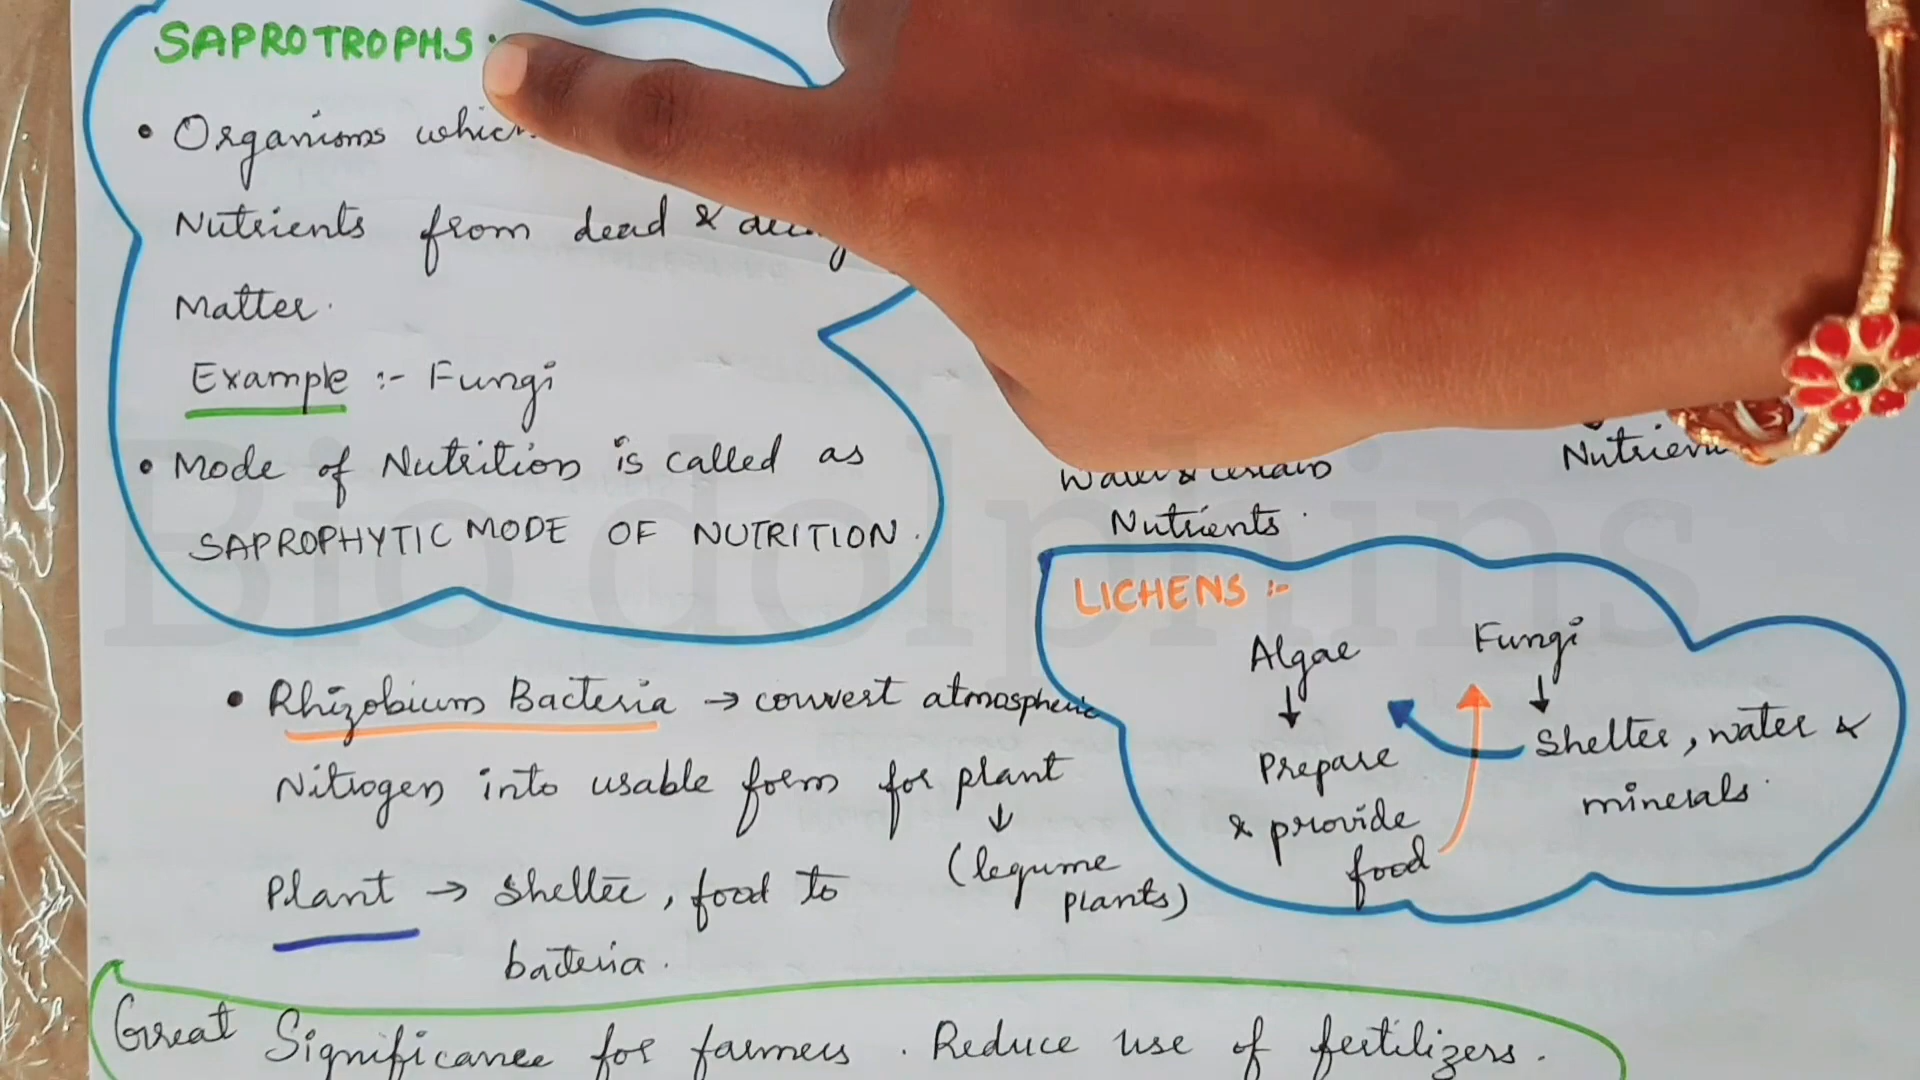 SAPROTROPHS
• Organisms which
Nutrients from dead &
Matter.
Example :- Fungi
• Mode of Nutrition is called as
SAPROPHYTIC MODE OF NUTRITION.
Nutrients.
LICHENS :-
Algae
Fungi
↓
↓
Prepare
& provide
food
Shelter, water &
minerals.
• Rhizobium Bacteria → convert atmospheric
Nitrogen into usable form for plant
↓
(legume
plants)
Plant → Shelter, food to
bacteria.
Great Significance for farmers. Reduce use of fertilizers.
Biodolphins